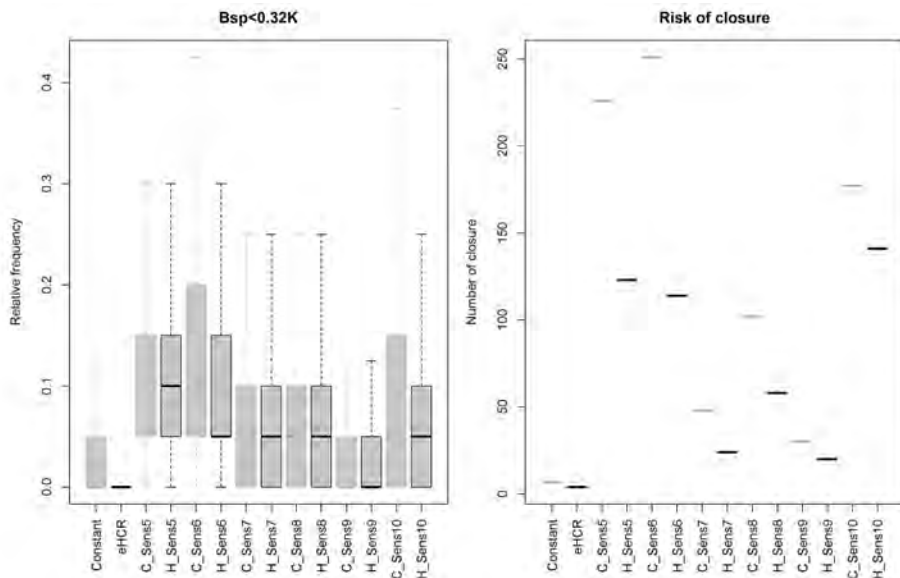 Bsp<0.32K
Relative frequency
0.4
0.3
0.2
0.1
0.0
Constant
eHCR
C_Sens5
H_Sens5
C_Sens6
H_Sens6
C_Sens7
H_Sens7
C_Sens8
H_Sens8
C_Sens9
H_Sens9
C_Sens10
H_Sens10
Risk of closure
Number of closure
250
200
150
100
50
0
Constant
eHCR
C_Sens5
H_Sens5
C_Sens6
H_Sens6
C_Sens7
H_Sens7
C_Sens8
H_Sens8
C_Sens9
H_Sens9
C_Sens10
H_Sens10